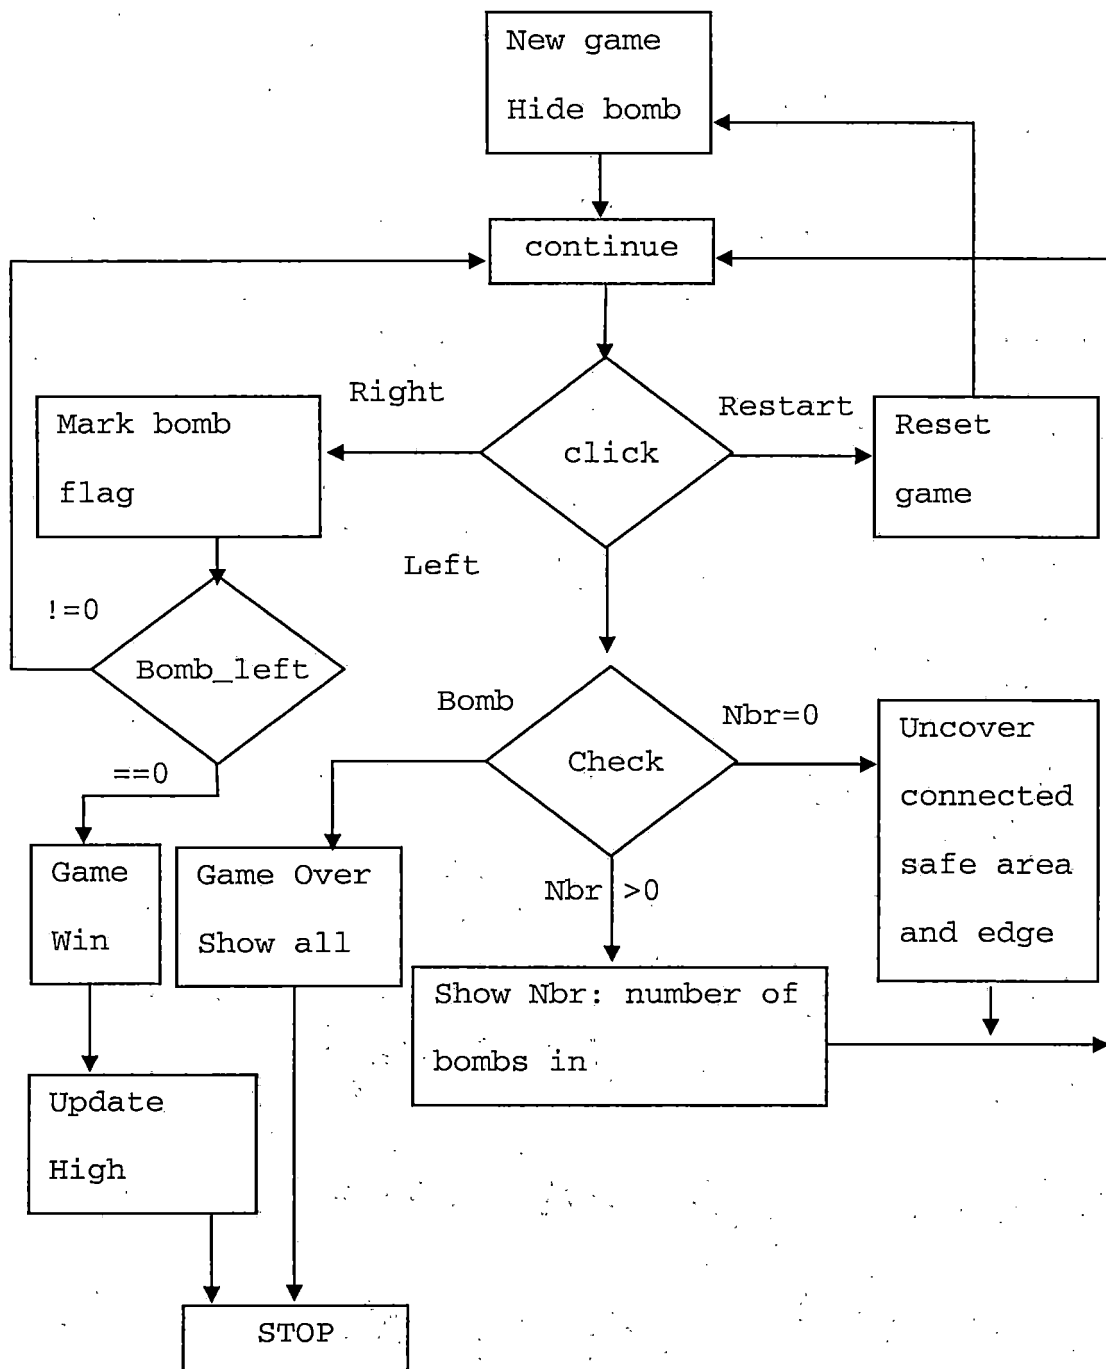 New game
Hide bomb
continue
Right
Restart
Mark bomb
flag
click
Reset
game
Left
!=0
Bomb_left
Bomb
Nbr=0
Check
Uncover
connected
safe area
and edge
==0
Game
Win
Game Over
Show all
Nbr >0
Show Nbr: number of
bombs in
Update
High
STOP